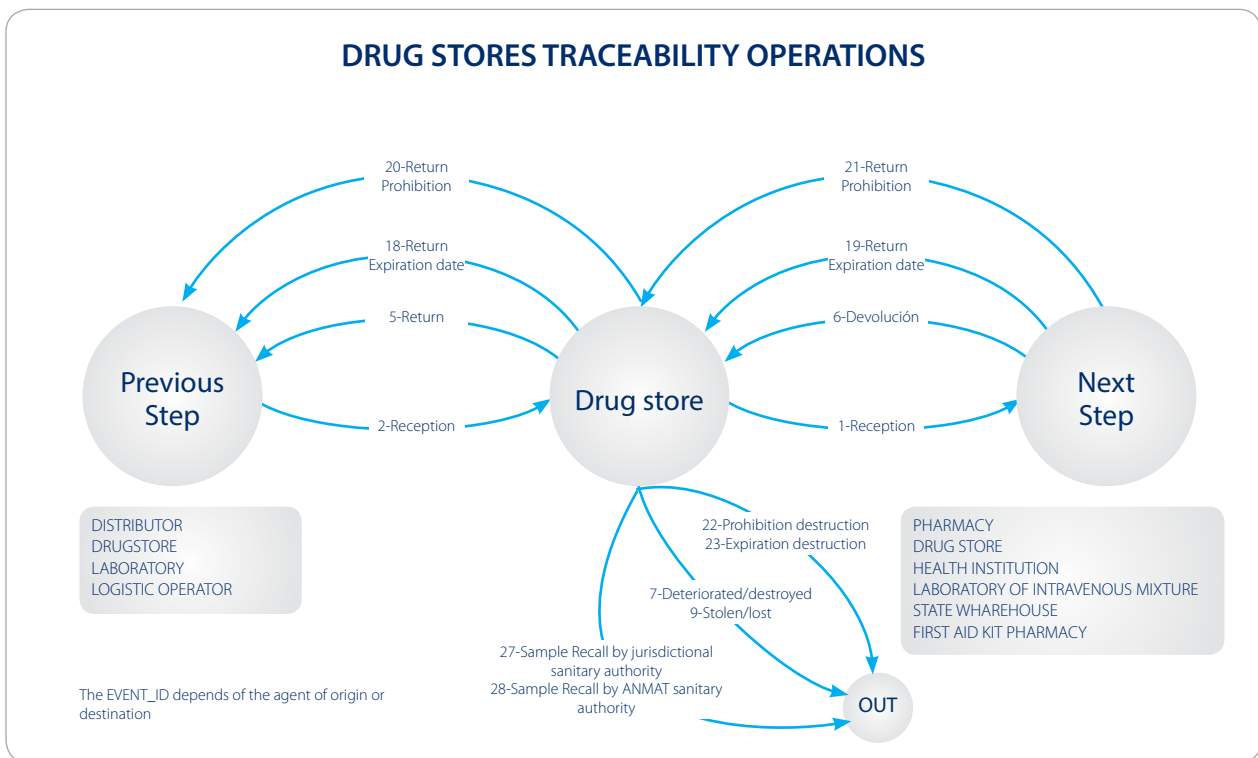 DRUG STORES TRACEABILITY OPERATIONS
20-Return
Prohibition
21-Return
Prohibition
18-Return
Expiration date
19-Return
Expiration date
5-Return
6-Devolución
Previous
Step
Drug store
Next
Step
2-Reception
1-Reception
DISTRIBUTOR
DRUGSTORE
LABORATORY
LOGISTIC OPERATOR
22-Prohibition destruction
23-Expiration destruction
PHARMACY
DRUG STORE
HEALTH INSTITUTION
LABORATORY OF INTRAVENOUS MIXTURE
STATE WHAREHOUSE
FIRST AID KIT PHARMACY
7-Deteriorated/destroyed
9-Stolen/lost
27-Sample Recall by jurisdictional
sanitary authority
28-Sample Recall by ANMAT sanitary
authority
OUT
The EVENT_ID depends of the agent of origin or
destination